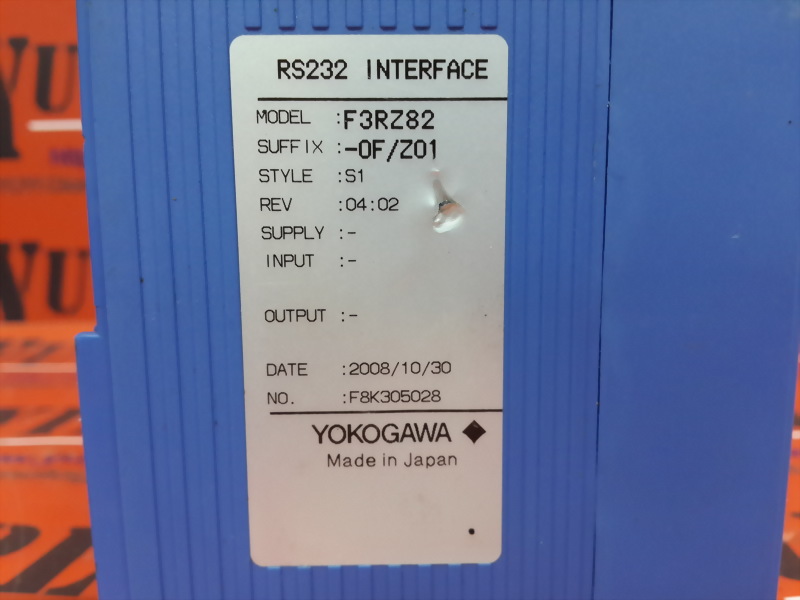 RS232 INTERFACE
MODEL :F3RZ82
SUFFIX :-0F/Z01
STYLE :S1
REV :04:02
SUPPLY :-
INPUT :-
OUTPUT :-
DATE :2008/10/30
NO. :F8K305028
YOKOGAWA
Made in Japan